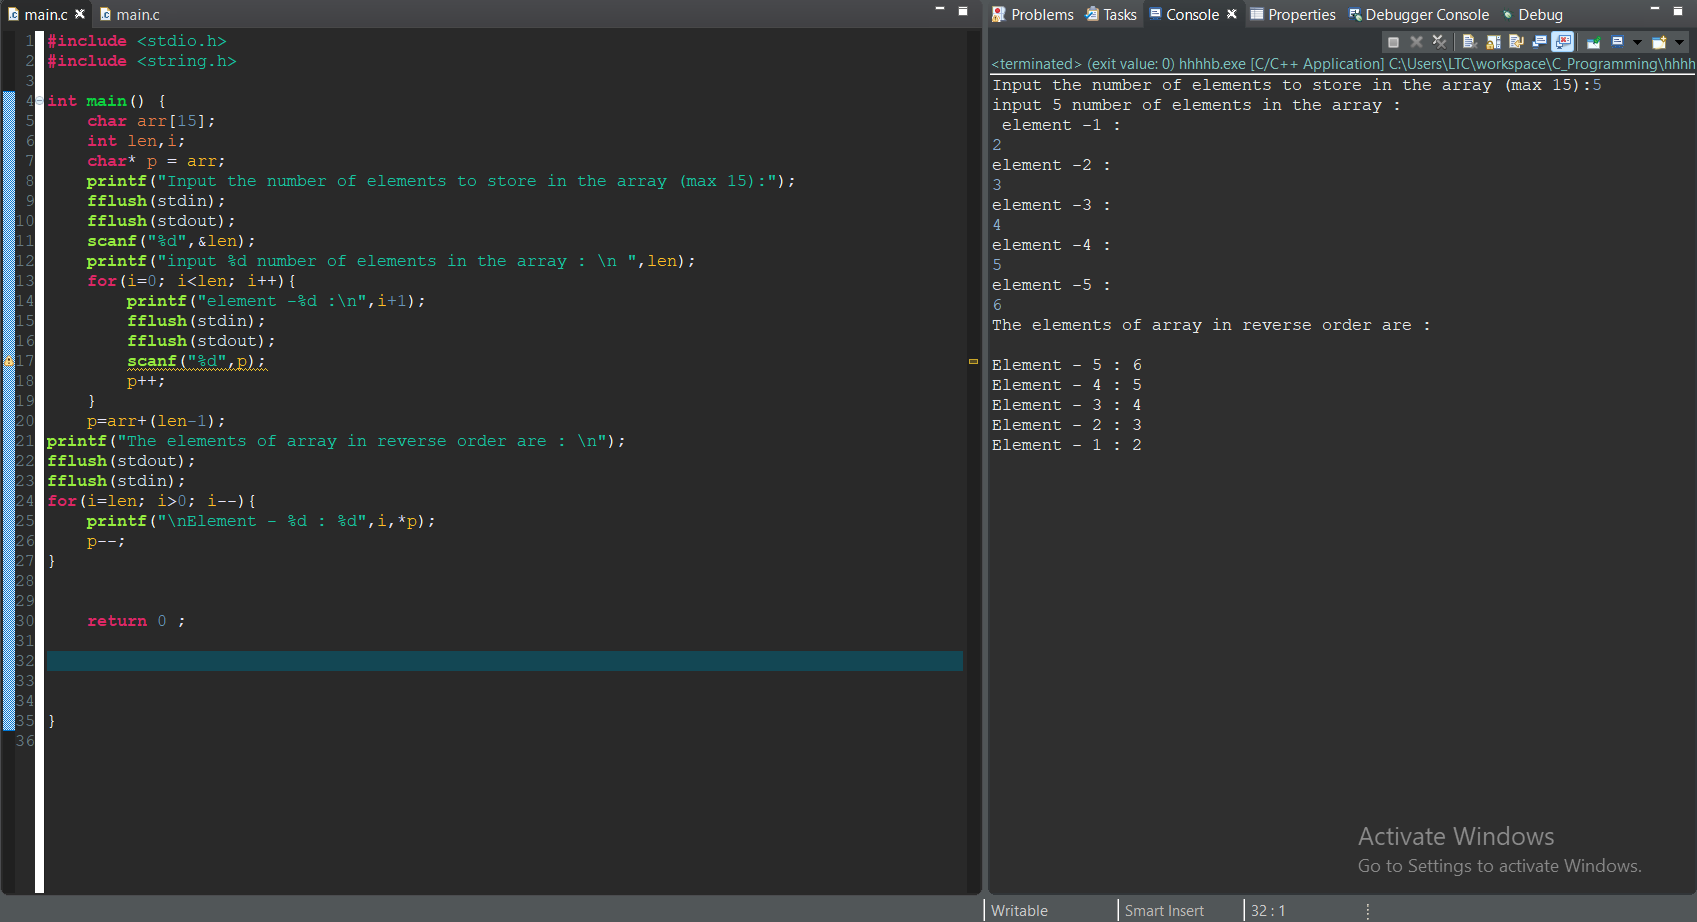 main.c
main.c
1 #include <stdio.h>
2 #include <string.h>
3
4 int main() {
5     char arr[15];
6     int len,i;
7     char* p = arr;
8     printf("Input the number of elements to store in the array (max 15):");
9     fflush(stdin);
10     fflush(stdout);
11     scanf("%d",&len);
12     printf("input %d number of elements in the array : \n ",len);
13     for(i=0; i<len; i++){
14         printf("element -%d :\n",i+1);
15         fflush(stdin);
16         fflush(stdout);
17         scanf("%d",p);
18         p++;
19     }
20     p=arr+(len-1);
21 printf("The elements of array in reverse order are : \n");
22 fflush(stdout);
23 fflush(stdin);
24 for(i=len; i>0; i--){
25     printf("\nElement - %d : %d",i,*p);
26     p--;
27 }
28
29
30     return 0 ;
31
32
33
34
35 }
36
Problems Tasks Console Properties Debugger Console Debug
<terminated> (exit value: 0) hhhhb.exe [C/C++ Application] C:\Users\LTC\workspace\C_Programming\hhhh
Input the number of elements to store in the array (max 15):5
input 5 number of elements in the array :
 element -1 :
2
element -2 :
3
element -3 :
4
element -4 :
5
element -5 :
6
The elements of array in reverse order are :

Element - 5 : 6
Element - 4 : 5
Element - 3 : 4
Element - 2 : 3
Element - 1 : 2
Activate Windows
Go to Settings to activate Windows.
Writable Smart Insert 32 : 1